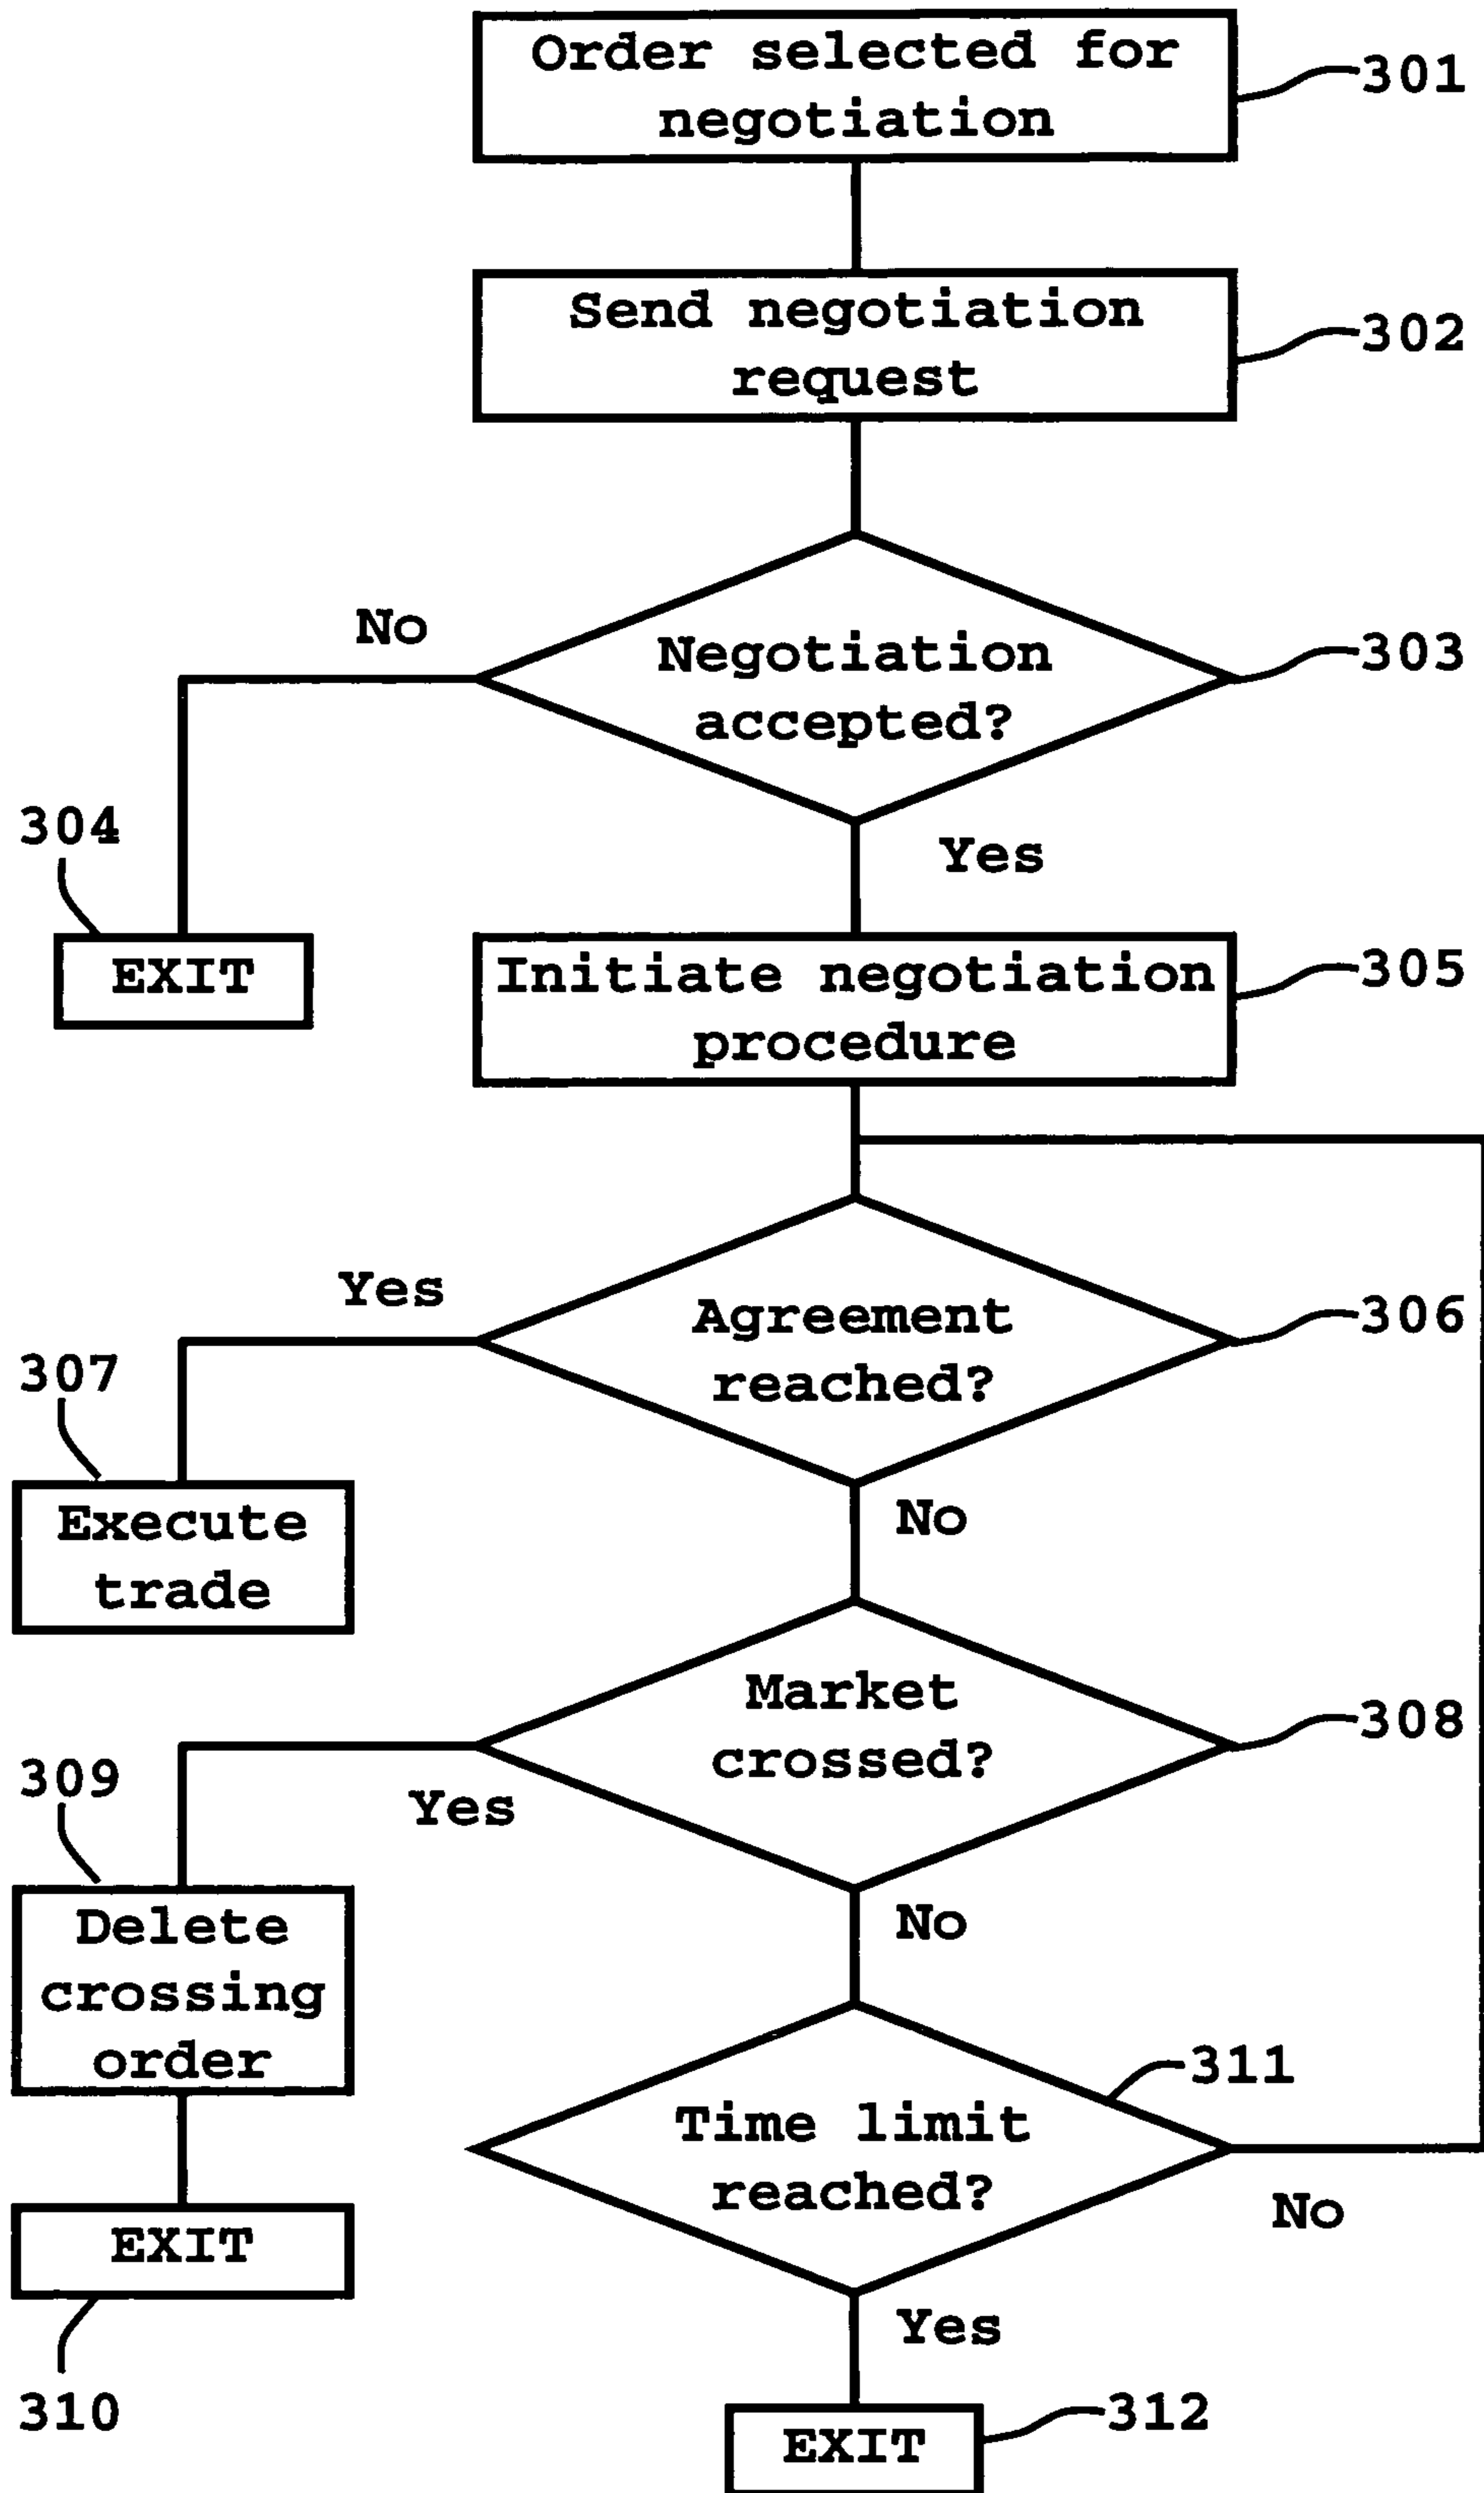 Order selected for
negotiation
301
Send negotiation
request
302
No
Negotiation
accepted?
303
304
Yes
EXIT
Initiate negotiation
procedure
305
Yes
Agreement
reached?
306
307
Execute
trade
No
Market
crossed?
308
309
Yes
Delete
crossing
order
No
311
Time limit
reached?
No
EXIT
310
Yes
EXIT
312